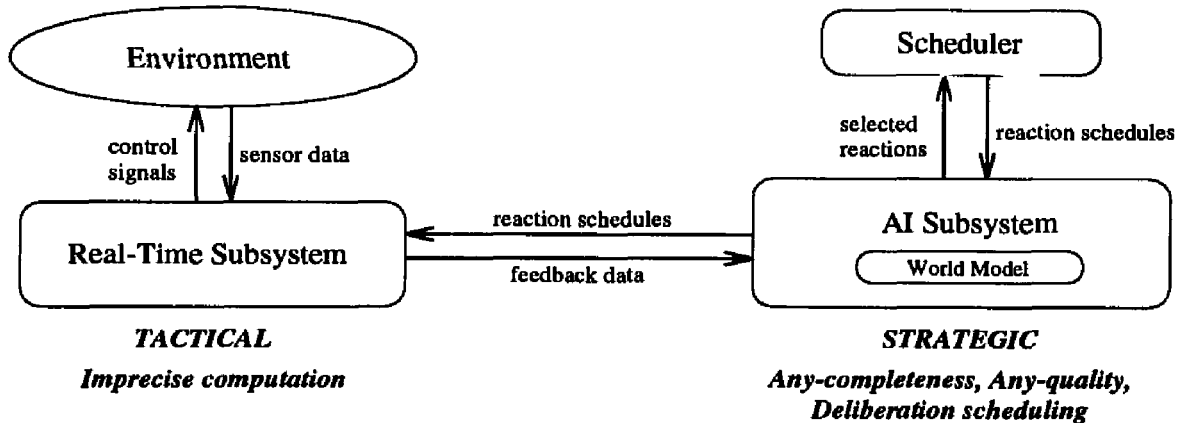 Environment
Scheduler
control
signals
sensor data
selected
reactions
reaction schedules
Real-Time Subsystem
reaction schedules
feedback data
AI Subsystem
World Model
TACTICAL
Imprecise computation
STRATEGIC
Any-completeness, Any-quality,
Deliberation scheduling